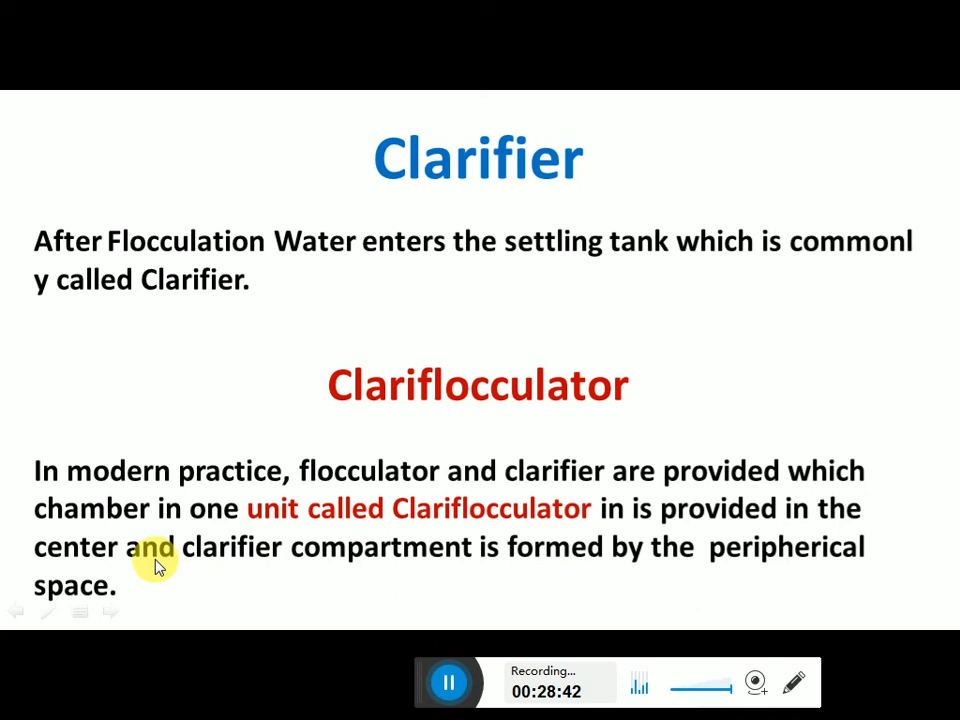 Clarifier
After Flocculation Water enters the settling tank which is commonl
y called Clarifier.
Clariflocculator
In modern practice, flocculator and clarifier are provided which
chamber in one unit called Clariflocculator in is provided in the
center and clarifier compartment is formed by the peripherical
space.
Recording...
00:28:42